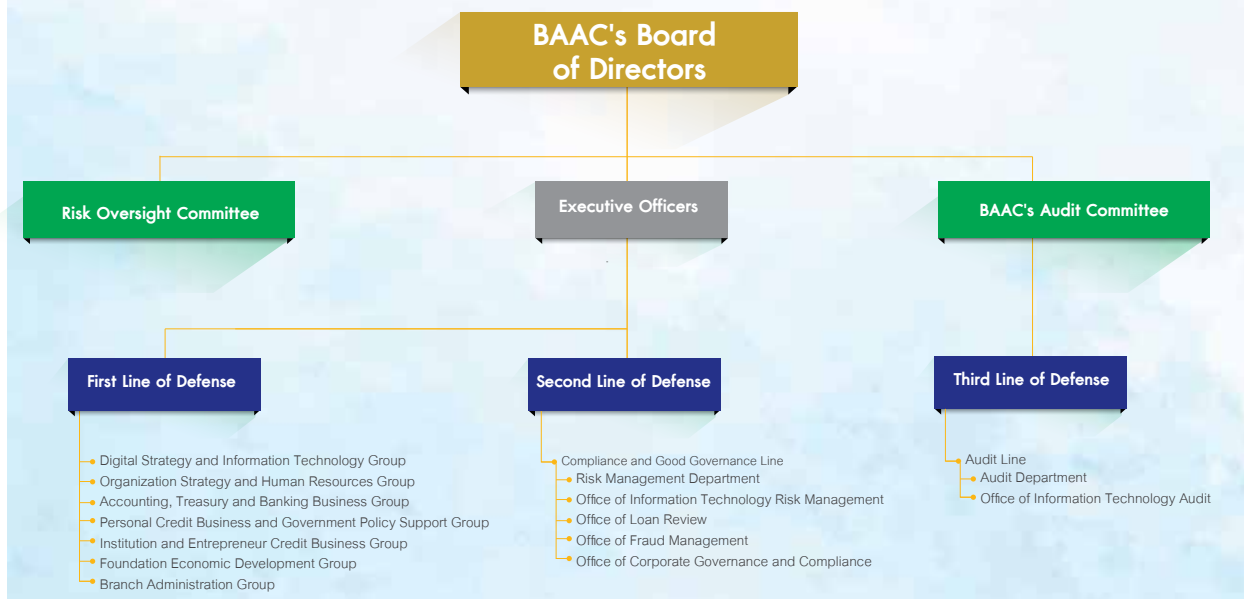 BAAC's Board
of Directors
Risk Oversight Committee
Executive Officers
BAAC's Audit Committee
First Line of Defense
Second Line of Defense
Third Line of Defense
Digital Strategy and Information Technology Group
Organization Strategy and Human Resources Group
Accounting, Treasury and Banking Business Group
Personal Credit Business and Government Policy Support Group
Institution and Entrepreneur Credit Business Group
Foundation Economic Development Group
Branch Administration Group
Compliance and Good Governance Line
Risk Management Department
Office of Information Technology Risk Management
Office of Loan Review
Office of Fraud Management
Office of Corporate Governance and Compliance
Audit Line
Audit Department
Office of Information Technology Audit